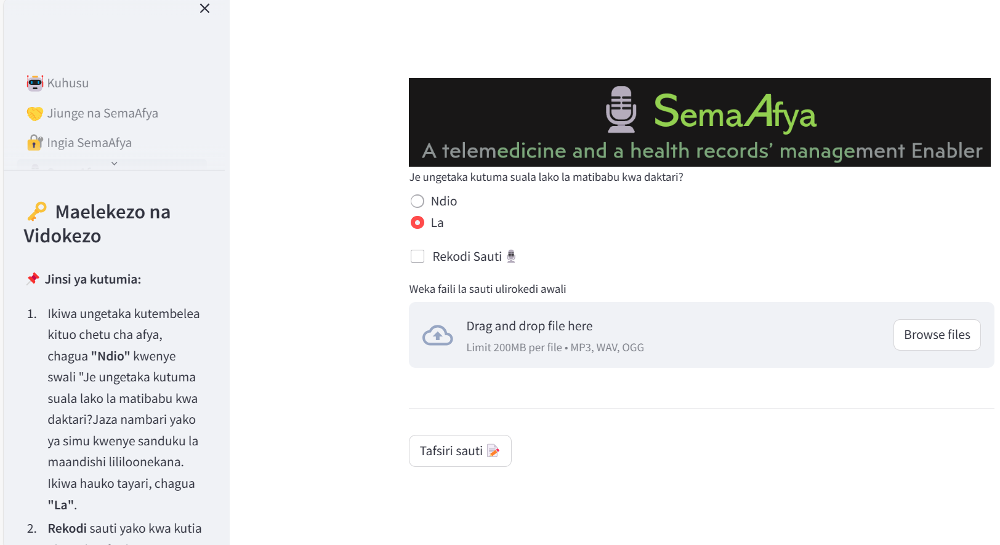 Kuhusu
Jiunge na SemaAfya
Ingia SemaAfya
Maelekezo na
Vidokezo
Jinsi ya kutumia:
1. Ikiwa ungetaka kutembelea
kituo chetu cha afya,
chagua "Ndio" kwenye
swali "Je ungetaka kutuma
suala lako la matibabu kwa
daktari?Jaza nambari yako
ya simu kwenye sanduku la
maandishi lililoonekana.
Ikiwa hauko tayari, chagua
"La".
2. Rekodi sauti yako kwa kutia
SemaAfya
A telemedicine and a health records’ management Enabler
Je ungetaka kutuma suala lako la matibabu kwa daktari?
Ndio
La
Rekodi Sauti
Weka faili la sauti ulirokedi awali
Drag and drop file here
Limit 200MB per file • MP3, WAV, OGG
Browse files
Tafsiri sauti